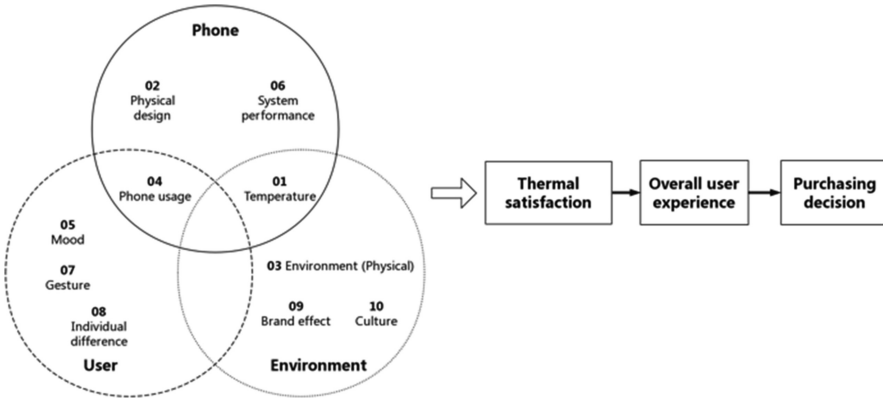 Phone
02
Physical
design
06
System
performance
04
Phone usage
01
Temperature
05
Mood
07
Gesture
08
Individual
difference
User
03 Environment (Physical)
09
Brand effect
10
Culture
Environment
Thermal
satisfaction
Overall user
experience
Purchasing
decision